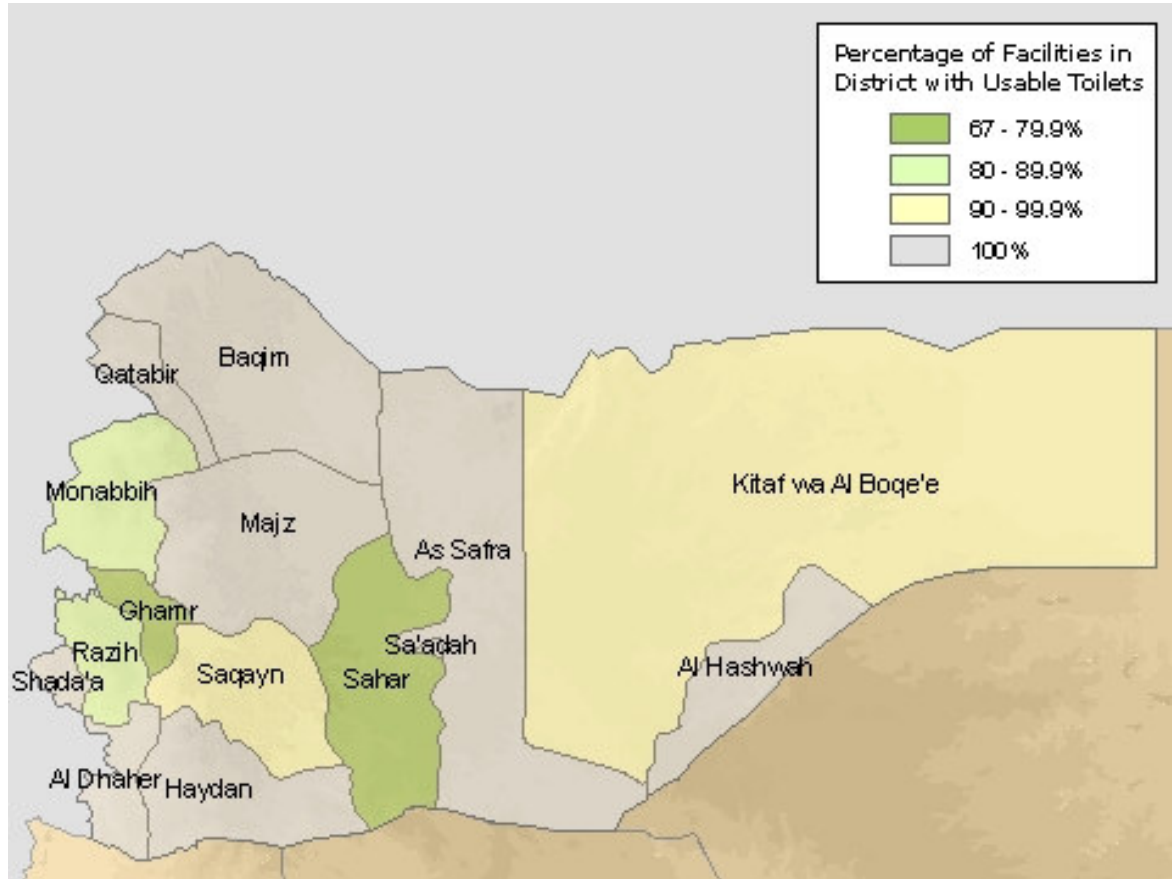 Percentage of Facilities in
District with Usable Toilets
67 - 79.9%
80 - 89.9%
90 - 99.9%
100%
Baqim
Qatabir
Kitaf wa Al Boqe'e
Monabbih
Majz
As Safra
Ghamr
Sa'adah
Razih
Al Hashwah
Saqayn
Sahar
Shada'a
Al Dhaher
Haydan